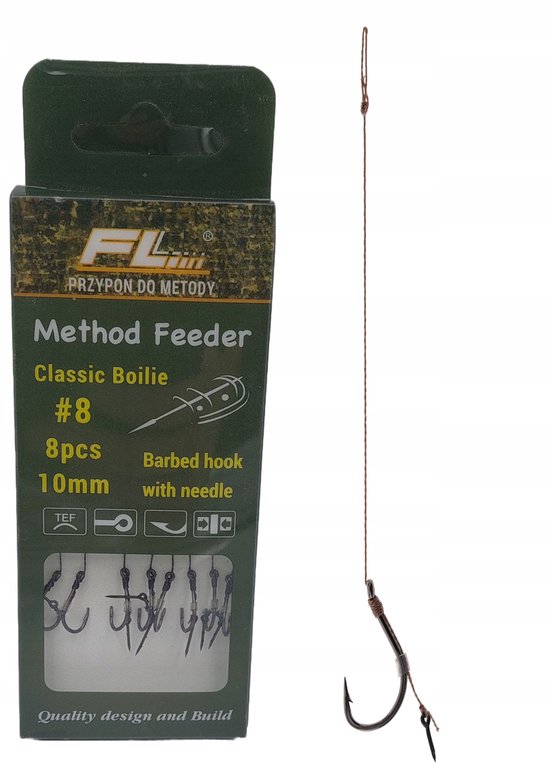 FL
®
PRZYPON DO METODY
Method Feeder
Classic Boilie
#8
8pcs
10mm
Barbed hook
with needle
TEF
Quality design and Build